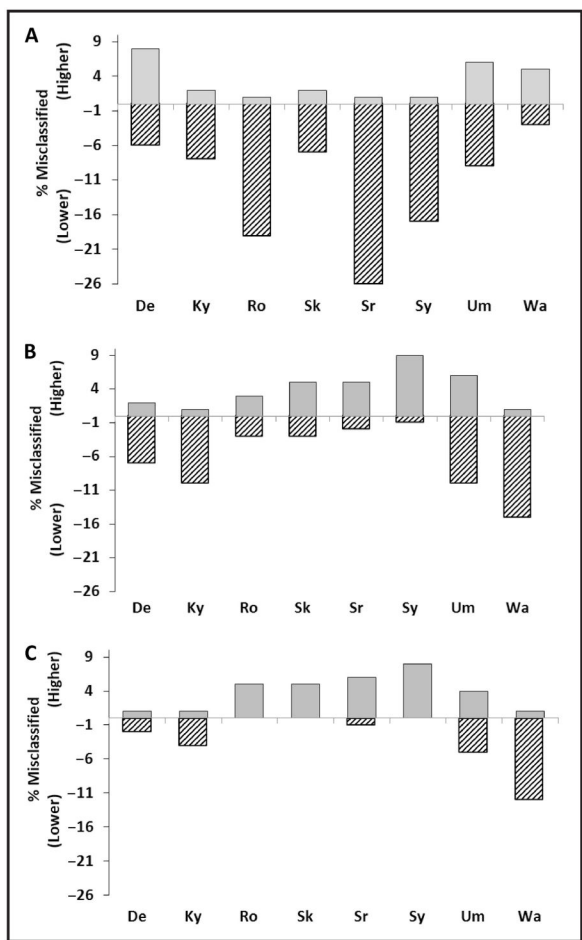 A
% Misclassified
(Lower) (Higher)
9
4
−1
−6
−11
−16
−21
−26
De Ky Ro Sk Sr Sy Um Wa
B
% Misclassified
(Lower) (Higher)
9
4
−1
−6
−11
−16
−21
−26
De Ky Ro Sk Sr Sy Um Wa
C
% Misclassified
(Lower) (Higher)
9
4
−1
−6
−11
−16
−21
−26
De Ky Ro Sk Sr Sy Um Wa